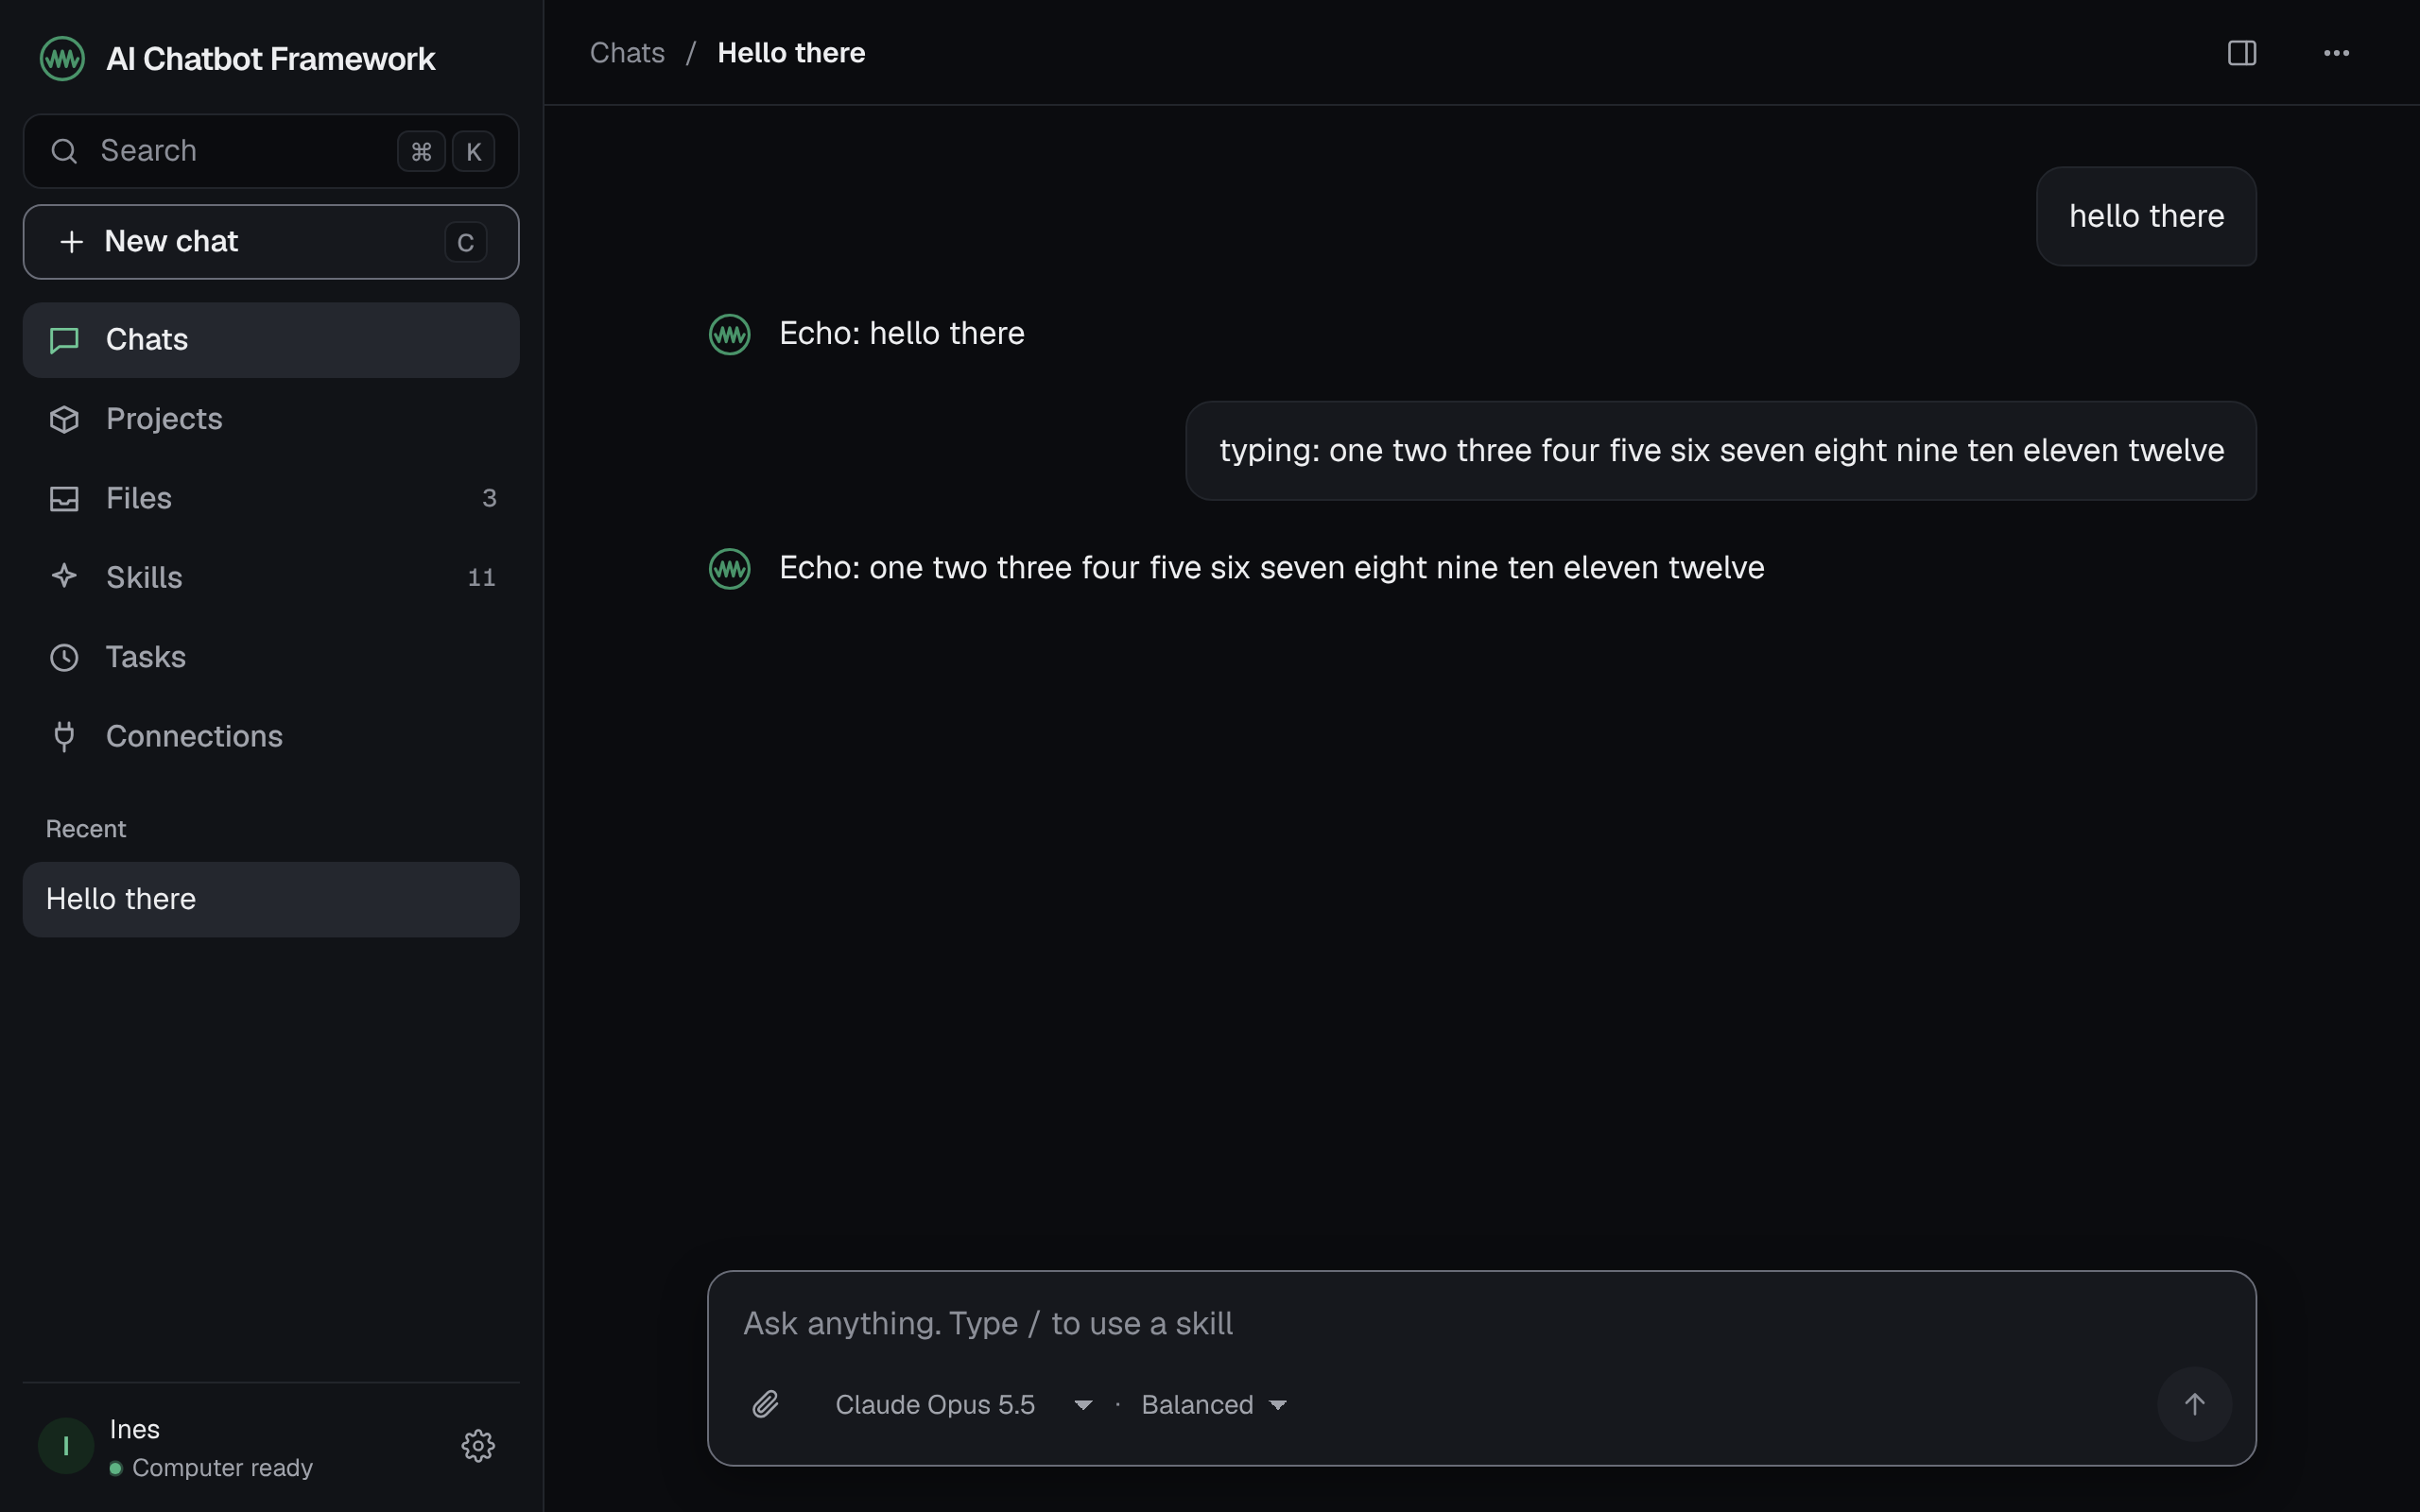 AI Chatbot Framework
Search ⌘ K
New chat C
Chats
Projects
Files 3
Skills 11
Tasks
Connections
Recent
Hello there
I
Ines
Computer ready
Chats / Hello there
hello there
Echo: hello there
typing: one two three four five six seven eight nine ten eleven twelve
Echo: one two three four five six seven eight nine ten eleven twelve
Ask anything. Type / to use a skill
Claude Opus 5.5 · Balanced